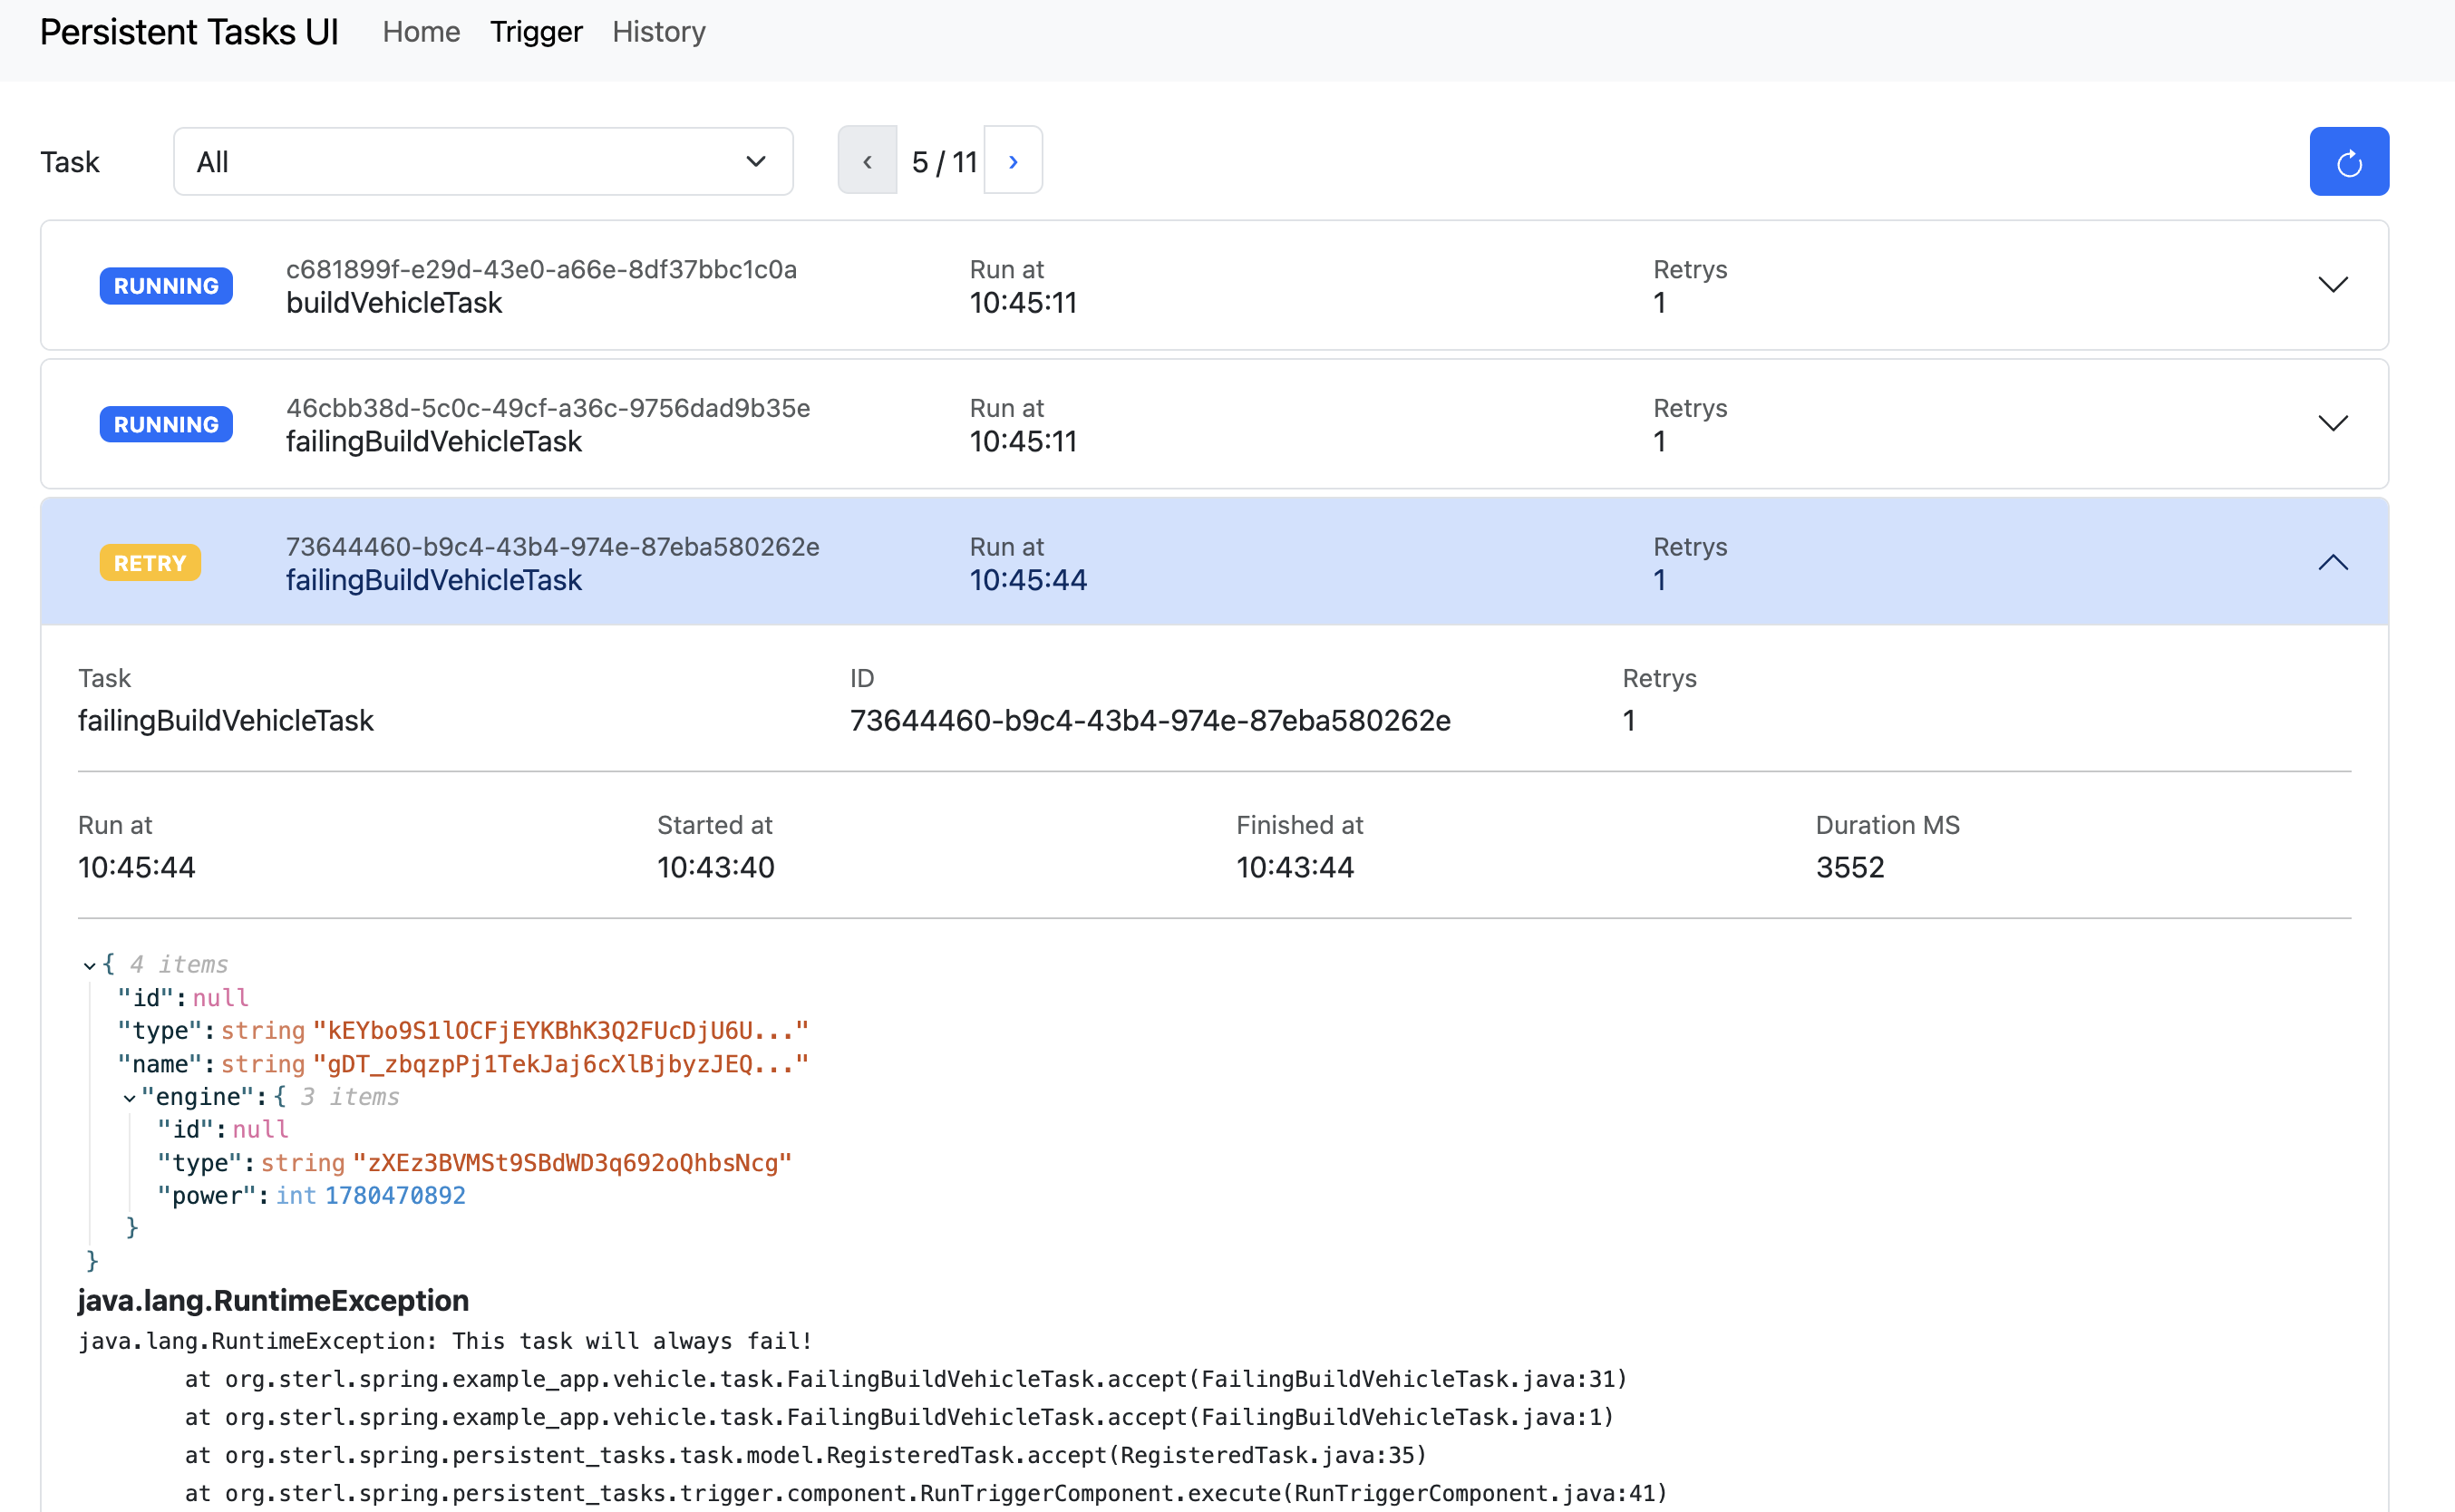 Persistent Tasks UI Home Trigger History
Task All ‹ 5 / 11 ›
RUNNING c681899f-e29d-43e0-a66e-8df37bbc1c0a Run at Retrys
buildVehicleTask 10:45:11 1
RUNNING 46cbb38d-5c0c-49cf-a36c-9756dad9b35e Run at Retrys
failingBuildVehicleTask 10:45:11 1
RETRY 73644460-b9c4-43b4-974e-87eba580262e Run at Retrys
failingBuildVehicleTask 10:45:44 1
Task ID Retrys
failingBuildVehicleTask 73644460-b9c4-43b4-974e-87eba580262e 1
Run at Started at Finished at Duration MS
10:45:44 10:43:40 10:43:44 3552
{ 4 items
"id":null
"type":string "kEYbo9S1lOCFjEYKBhK3Q2FUcDjU6U..."
"name":string "gDT_zbqzpPj1TekJaj6cXlBjbyzJEQ..."
"engine":{ 3 items
"id":null
"type":string "zXEz3BVMSt9SBdWD3q692oQhbsNcg"
"power":int 1780470892
}
}
java.lang.RuntimeException
java.lang.RuntimeException: This task will always fail!
at org.sterl.spring.example_app.vehicle.task.FailingBuildVehicleTask.accept(FailingBuildVehicleTask.java:31)
at org.sterl.spring.example_app.vehicle.task.FailingBuildVehicleTask.accept(FailingBuildVehicleTask.java:1)
at org.sterl.spring.persistent_tasks.task.model.RegisteredTask.accept(RegisteredTask.java:35)
at org.sterl.spring.persistent_tasks.trigger.component.RunTriggerComponent.execute(RunTriggerComponent.java:41)